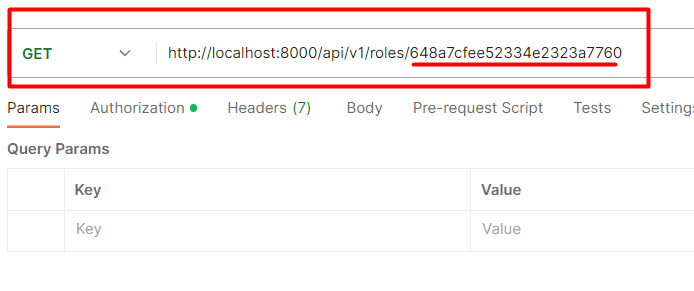 GET http://localhost:8000/api/v1/roles/648a7cfee52334e2323a7760
Params Authorization Headers (7) Body Pre-request Script Tests Settings
Query Params
Key Value
Key Value